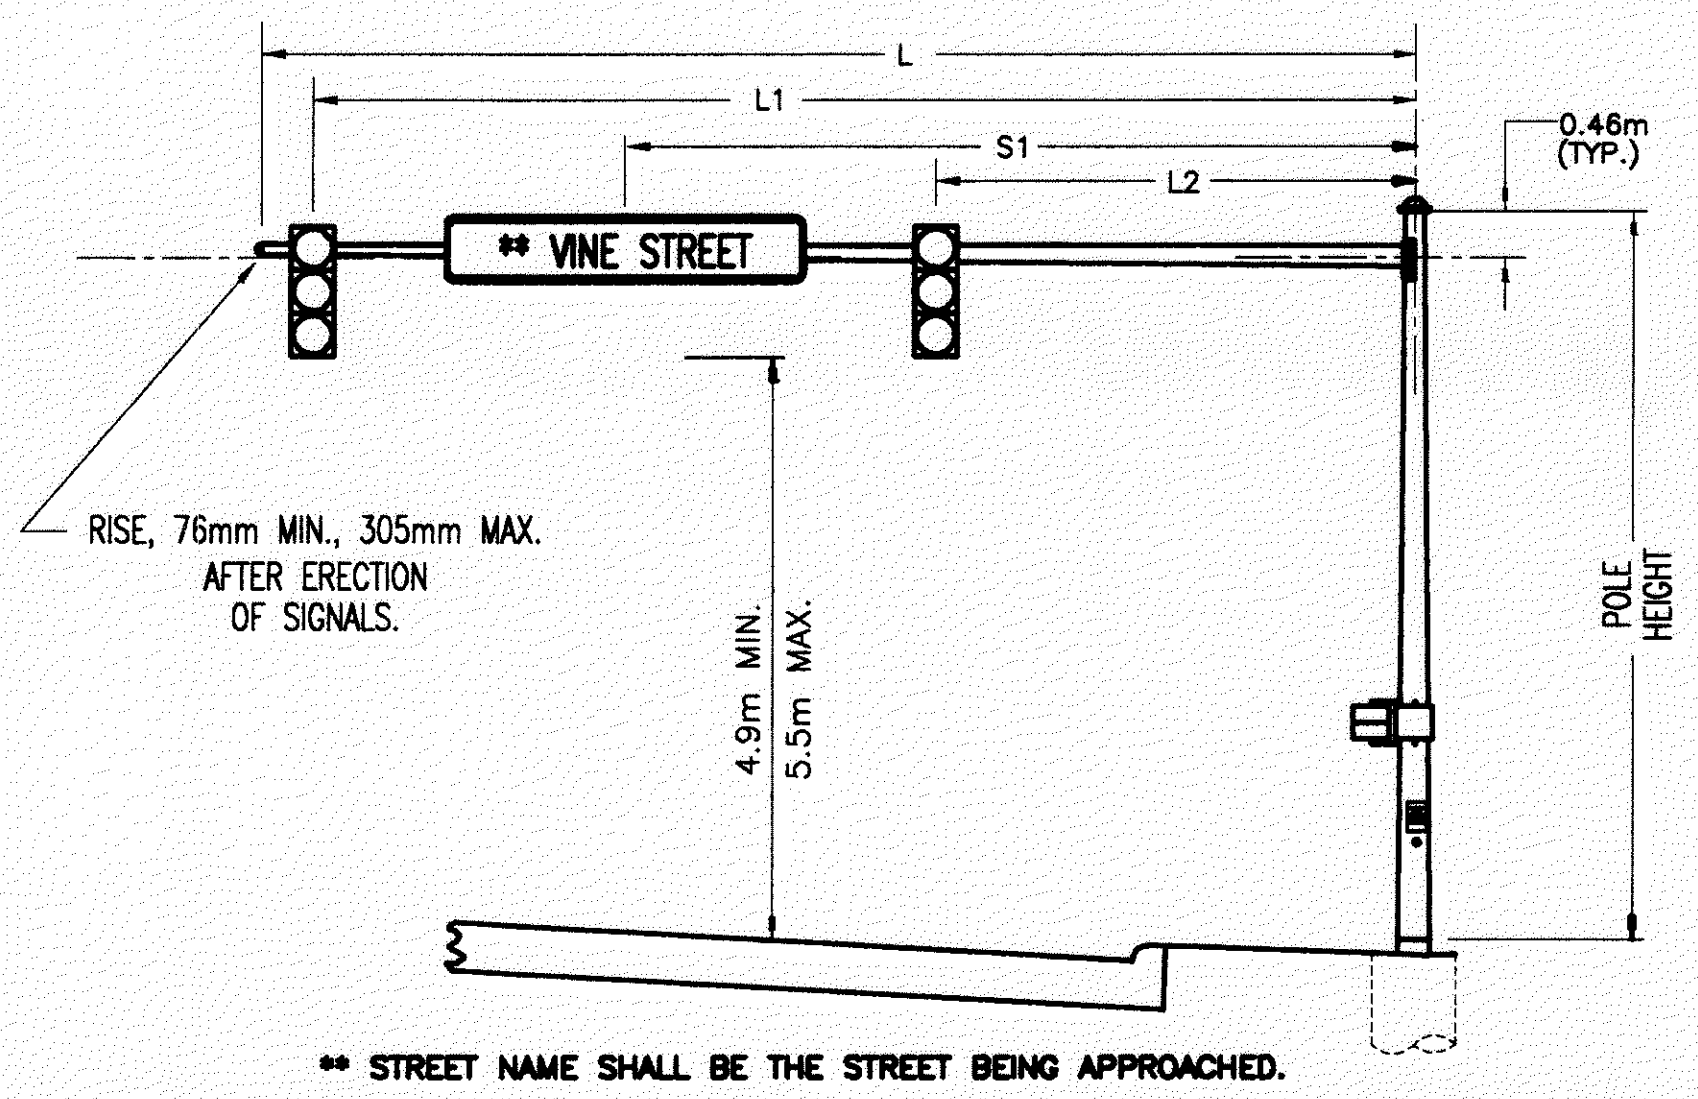 L
L1
S1
L2
0.46m
(TYP.)
** VINE STREET
RISE, 76mm MIN., 305mm MAX.
AFTER ERECTION
OF SIGNALS.
4.9m MIN.
5.5m MAX.
POLE
HEIGHT
** STREET NAME SHALL BE THE STREET BEING APPROACHED.